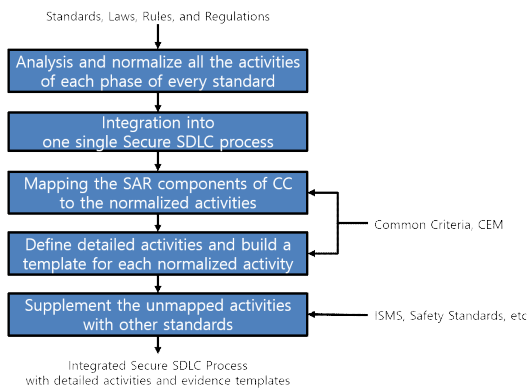 Standards, Laws, Rules, and Regulations
Analysis and normalize all the activities
of each phase of every standard
Integration into
one single Secure SDLC process
Mapping the SAR components of CC
to the normalized activities
Common Criteria, CEM
Define detailed activities and build a
template for each normalized activity
Supplement the unmapped activities
with other standards
ISMS, Safety Standards, etc
Integrated Secure SDLC Process
with detailed activities and evidence templates